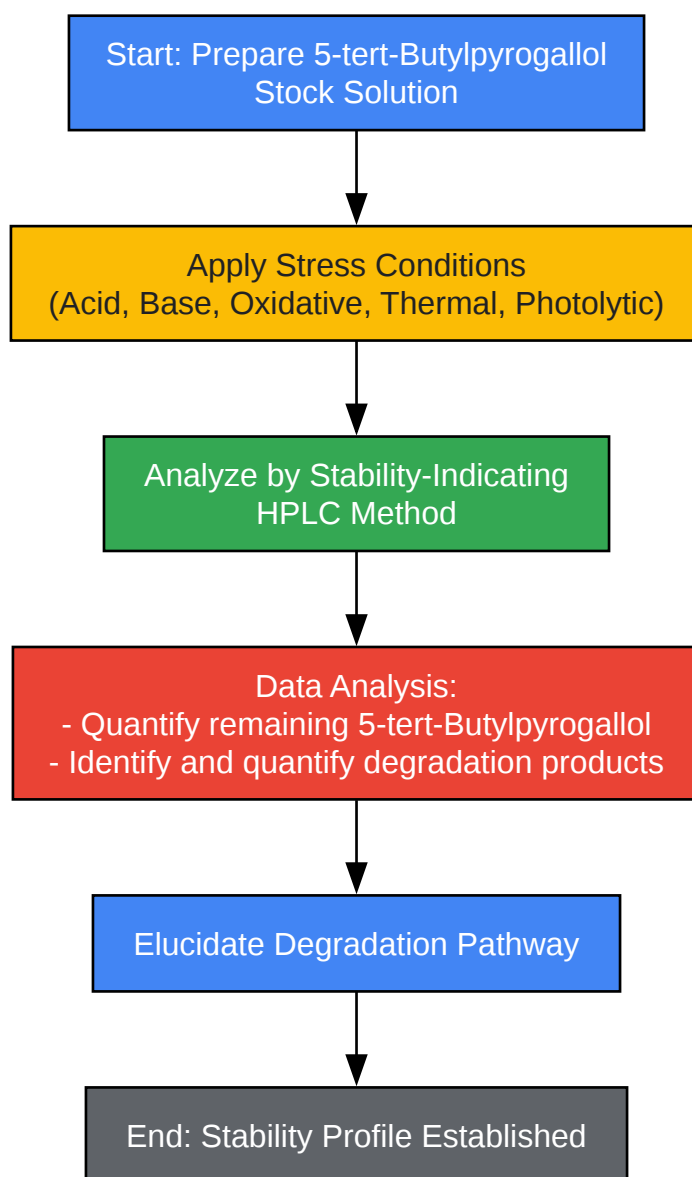 Start: Prepare 5-tert-Butylpyrogallol
Stock Solution
Apply Stress Conditions
(Acid, Base, Oxidative, Thermal, Photolytic)
Analyze by Stability-Indicating
HPLC Method
Data Analysis:
- Quantify remaining 5-tert-Butylpyrogallol
- Identify and quantify degradation products
Elucidate Degradation Pathway
End: Stability Profile Established